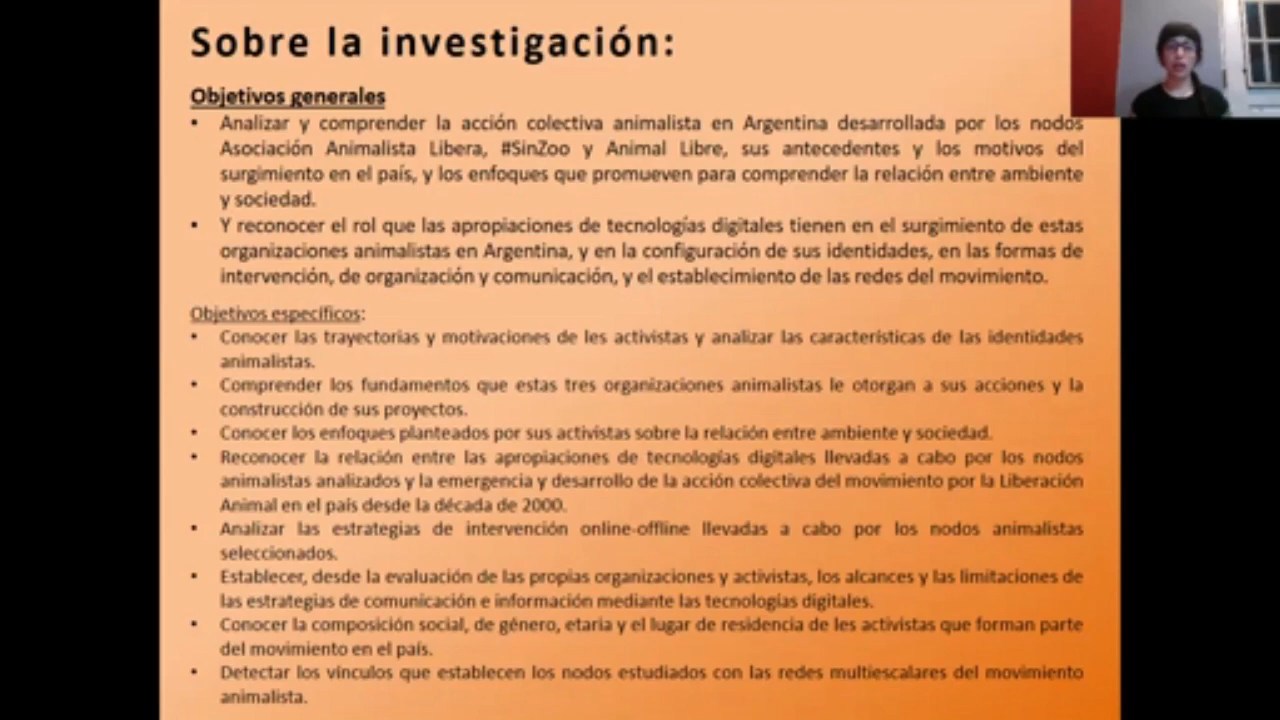 Sobre la investigación:
Objetivos generales
• Analizar y comprender la acción colectiva animalista en Argentina desarrollada por los nodos
Asociación Animalista Libera, #SinZoo y Animal Libre, sus antecedentes y los motivos del
surgimiento en el país, y los enfoques que promueven para comprender la relación entre ambiente
y sociedad.
• Y reconocer el rol que las apropiaciones de tecnologías digitales tienen en el surgimiento de estas
organizaciones animalistas en Argentina, y en la configuración de sus identidades, en las formas de
intervención, de organización y comunicación, y el establecimiento de las redes del movimiento.
Objetivos específicos:
• Conocer las trayectorias y motivaciones de les activistas y analizar las características de las identidades
animalistas.
• Comprender los fundamentos que estas tres organizaciones animalistas le otorgan a sus acciones y la
construcción de sus proyectos.
• Conocer los enfoques planteados por sus activistas sobre la relación entre ambiente y sociedad.
• Reconocer la relación entre las apropiaciones de tecnologías digitales llevadas a cabo por los nodos
animalistas analizados y la emergencia y desarrollo de la acción colectiva del movimiento por la Liberación
Animal en el país desde la década de 2000.
• Analizar las estrategias de intervención online-offline llevadas a cabo por los nodos animalistas
seleccionados.
• Establecer, desde la evaluación de las propias organizaciones y activistas, los alcances y las limitaciones de
las estrategias de comunicación e información mediante las tecnologías digitales.
• Conocer la composición social, de género, etaria y el lugar de residencia de les activistas que forman parte
del movimiento en el país.
• Detectar los vínculos que establecen los nodos estudiados con las redes multiescalares del movimiento
animalista.